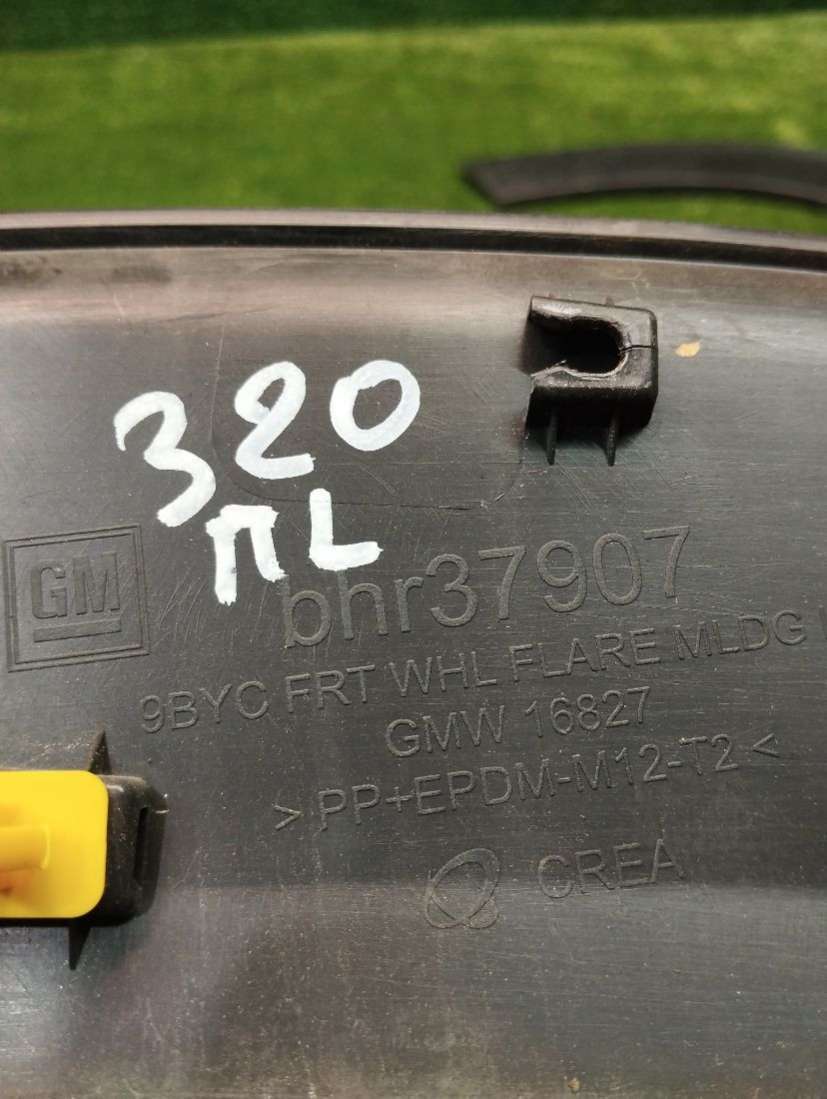 320
ПL
GM
bhr37907
9BYC FRT WHL FLARE MLDG
GMW 16827
> PP+EPDM-M12-T2 <
CREA